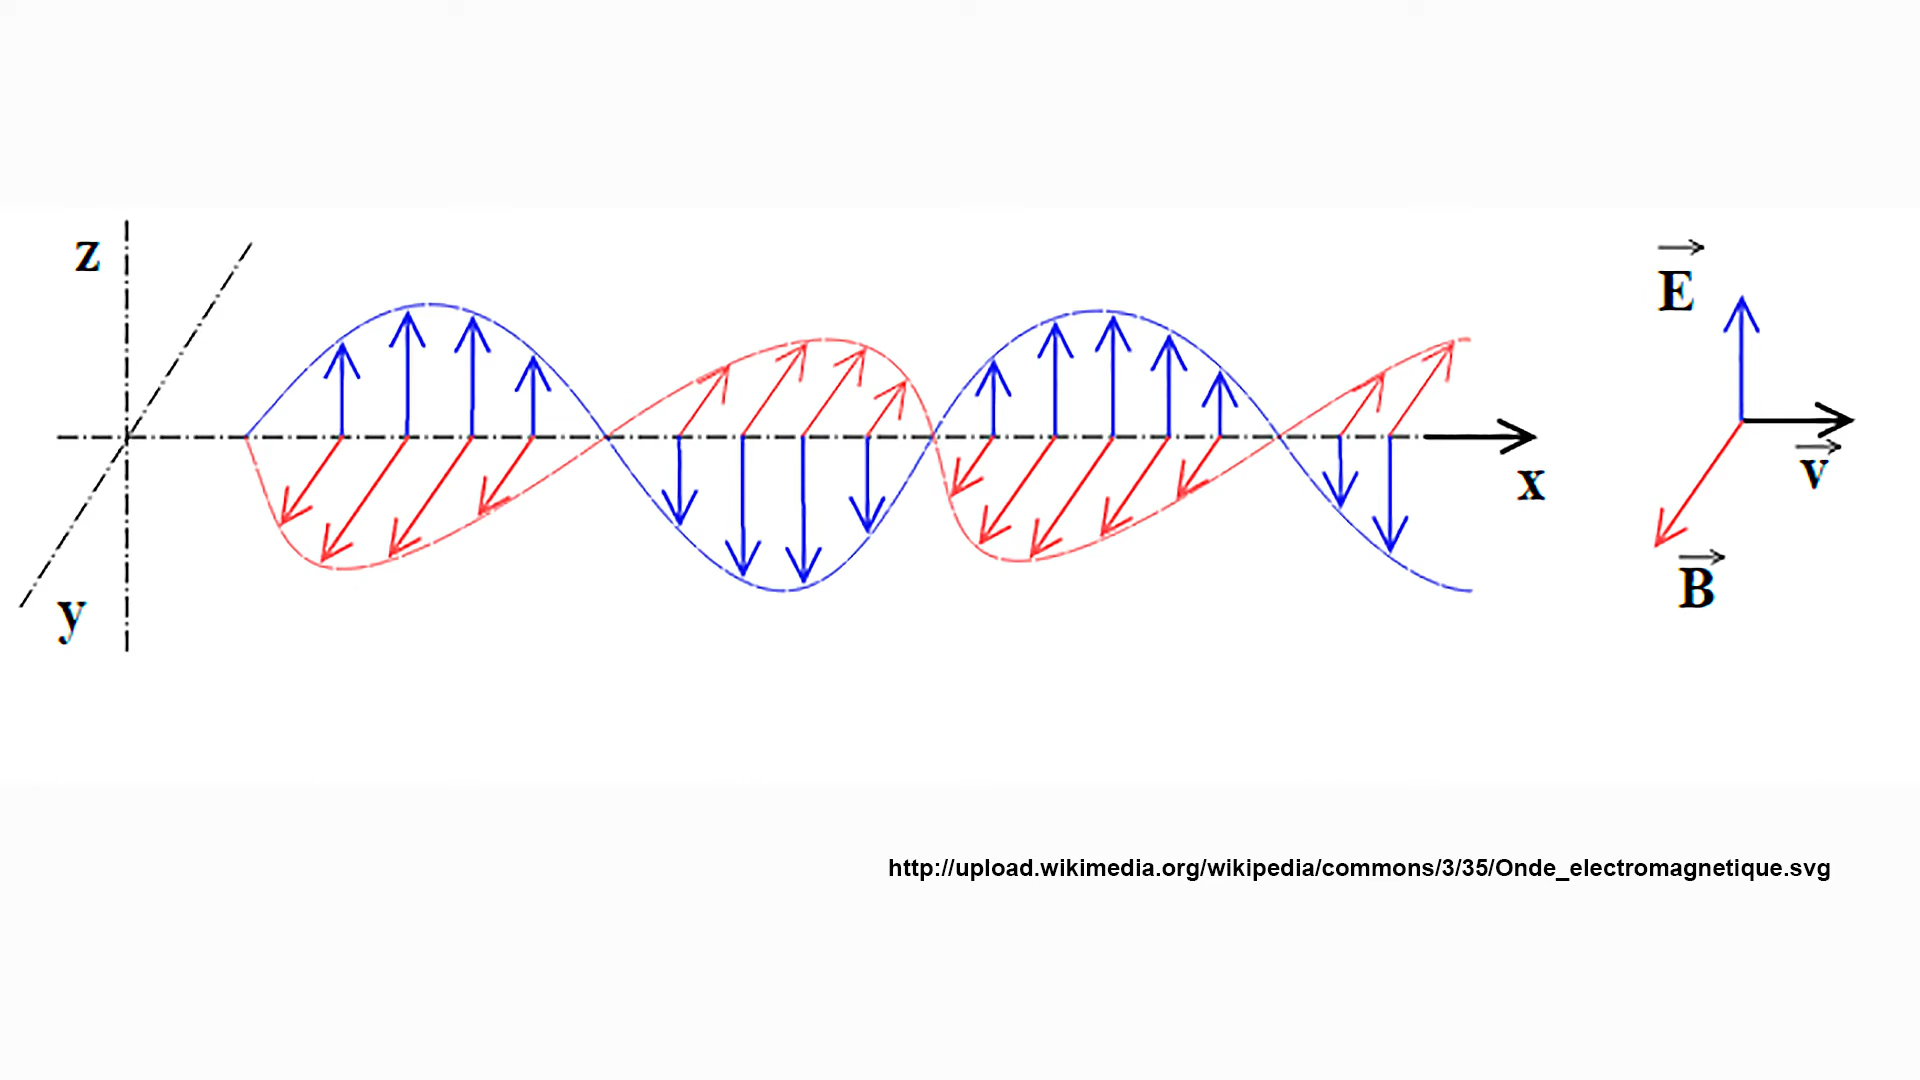 z
y
x
E
v
B
http://upload.wikimedia.org/wikipedia/commons/3/35/Onde_electromagnetique.svg